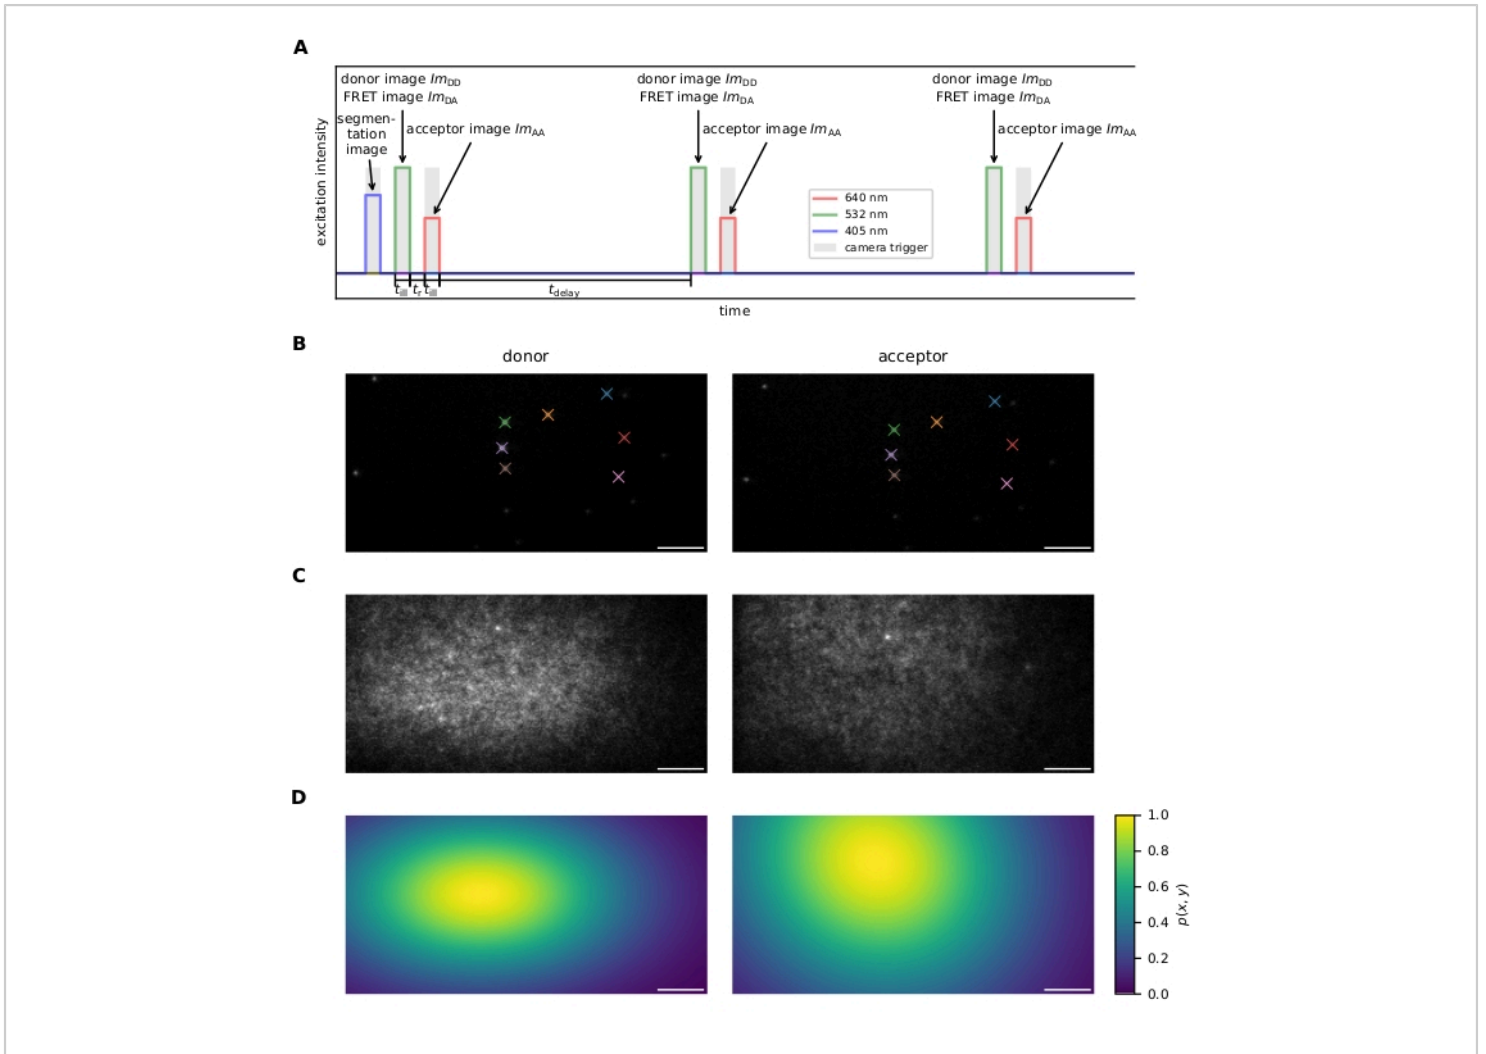 A
donor image Im_DD
FRET image Im_DA
donor image Im_DD
FRET image Im_DA
donor image Im_DD
FRET image Im_DA
segmen-
tation
image
acceptor image Im_AA
acceptor image Im_AA
acceptor image Im_AA
excitation intensity
640 nm
532 nm
405 nm
camera trigger
t_ill
t_r
t_ill
t_delay
time
B
donor
acceptor
C
D
1.0
0.8
0.6
0.4
0.2
0.0
p(x, y)